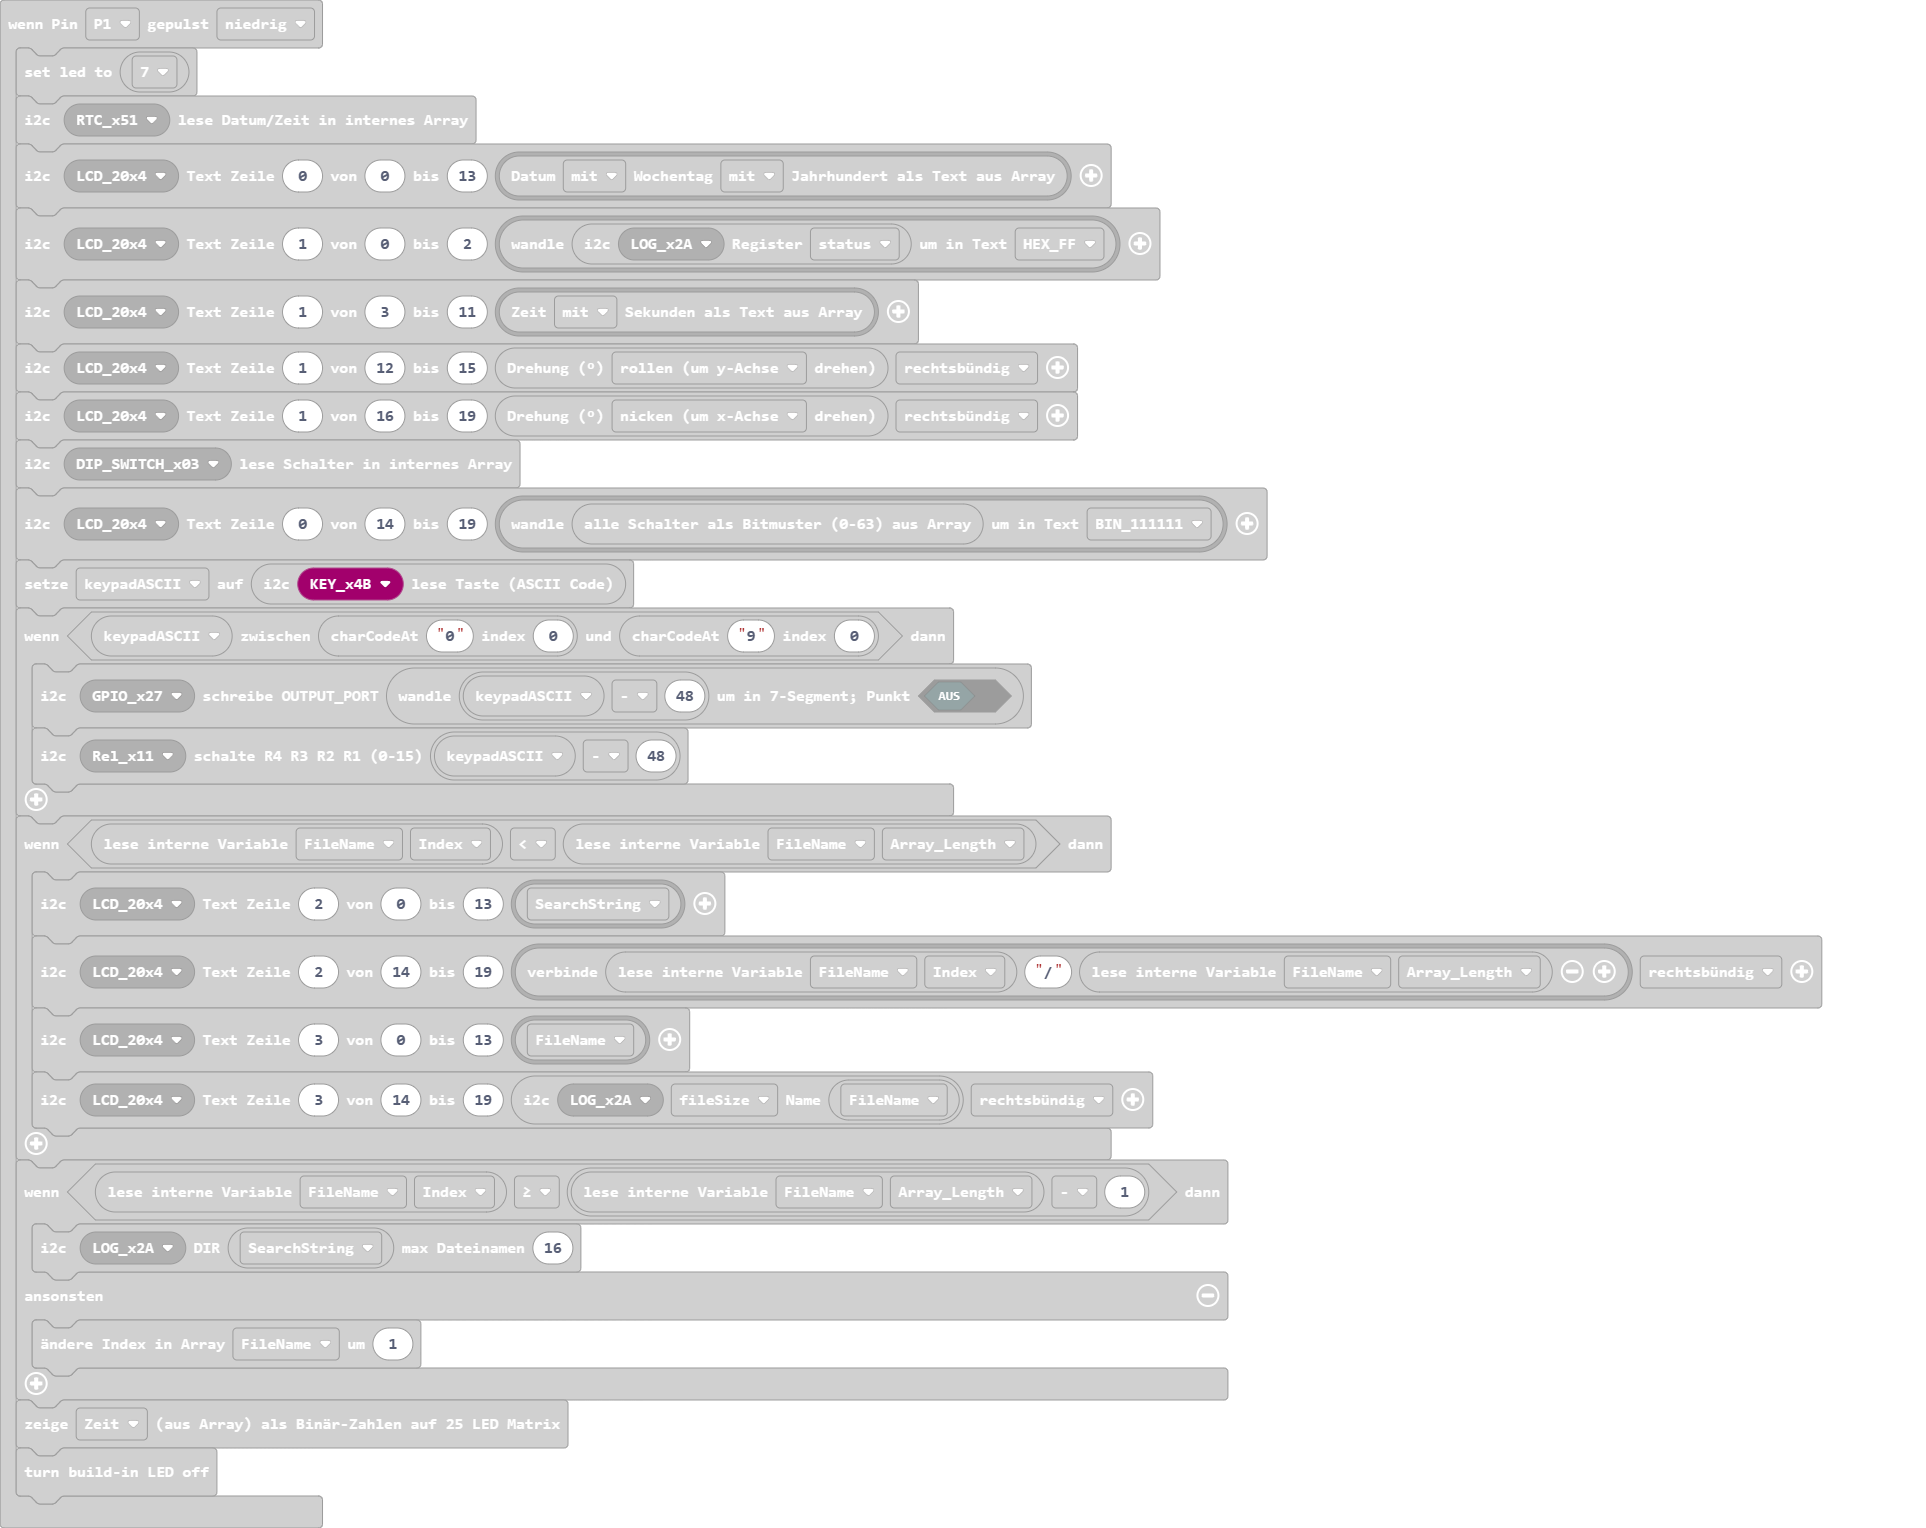 wenn Pin P1 gepulst niedrig
set led to 7
i2c RTC_x51 lese Datum/Zeit in internes Array
i2c LCD_20x4 Text Zeile 0 von 0 bis 13 Datum mit Wochentag mit Jahrhundert als Text aus Array
i2c LCD_20x4 Text Zeile 1 von 0 bis 2 wandle i2c LOG_x2A Register status um in Text HEX_FF
i2c LCD_20x4 Text Zeile 1 von 3 bis 11 Zeit mit Sekunden als Text aus Array
i2c LCD_20x4 Text Zeile 1 von 12 bis 15 Drehung (º) rollen (um y-Achse drehen) rechtsbündig
i2c LCD_20x4 Text Zeile 1 von 16 bis 19 Drehung (º) nicken (um x-Achse drehen) rechtsbündig
i2c DIP_SWITCH_x03 lese Schalter in internes Array
i2c LCD_20x4 Text Zeile 0 von 14 bis 19 wandle alle Schalter als Bitmuster (0-63) aus Array um in Text BIN_111111
setze keypadASCII auf i2c KEY_x4B lese Taste (ASCII Code)
wenn keypadASCII zwischen charCodeAt "0" index 0 und charCodeAt "9" index 0 dann
i2c GPIO_x27 schreibe OUTPUT_PORT wandle keypadASCII - 48 um in 7-Segment; Punkt AUS
i2c Rel_x11 schalte R4 R3 R2 R1 (0-15) keypadASCII - 48
wenn lese interne Variable FileName Index < lese interne Variable FileName Array_Length dann
i2c LCD_20x4 Text Zeile 2 von 0 bis 13 SearchString
i2c LCD_20x4 Text Zeile 2 von 14 bis 19 verbinde lese interne Variable FileName Index "/" lese interne Variable FileName Array_Length rechtsbündig
i2c LCD_20x4 Text Zeile 3 von 0 bis 13 FileName
i2c LCD_20x4 Text Zeile 3 von 14 bis 19 i2c LOG_x2A fileSize Name FileName rechtsbündig
wenn lese interne Variable FileName Index ≥ lese interne Variable FileName Array_Length - 1 dann
i2c LOG_x2A DIR SearchString max Dateinamen 16
ansonsten
ändere Index in Array FileName um 1
zeige Zeit (aus Array) als Binär-Zahlen auf 25 LED Matrix
turn build-in LED off